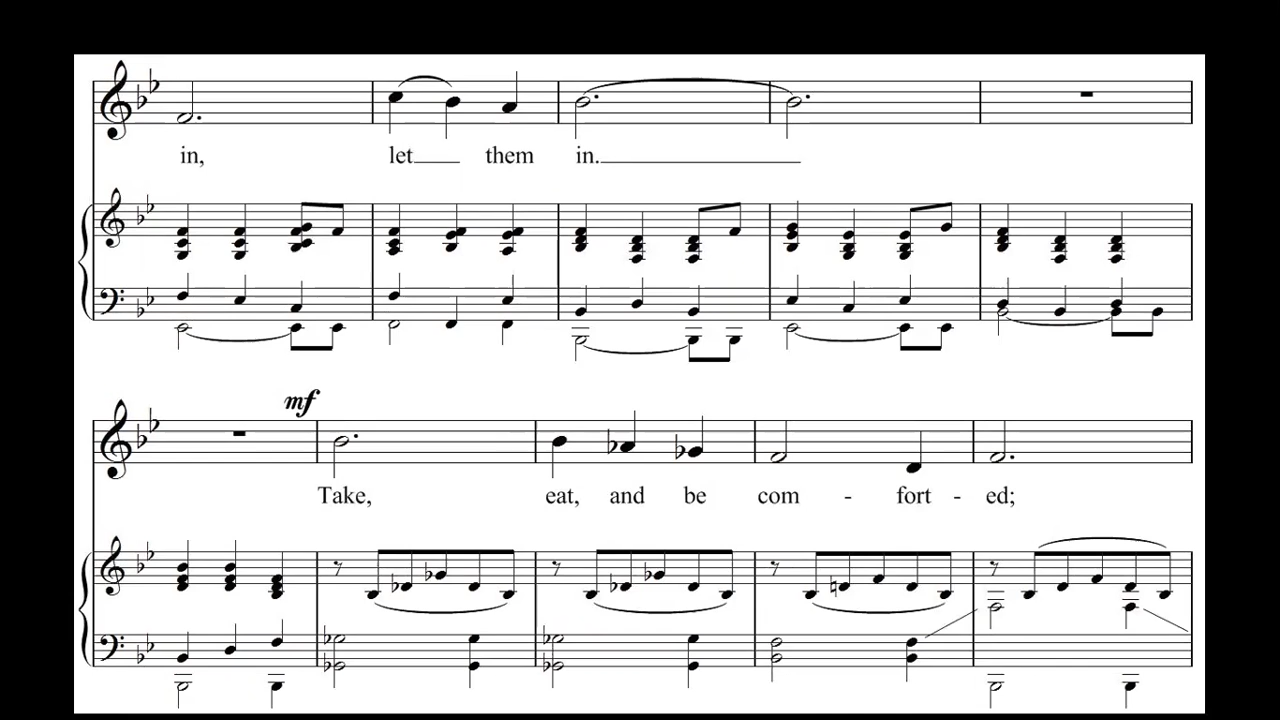 in, let them in.
mf
Take, eat, and be com - fort - ed;